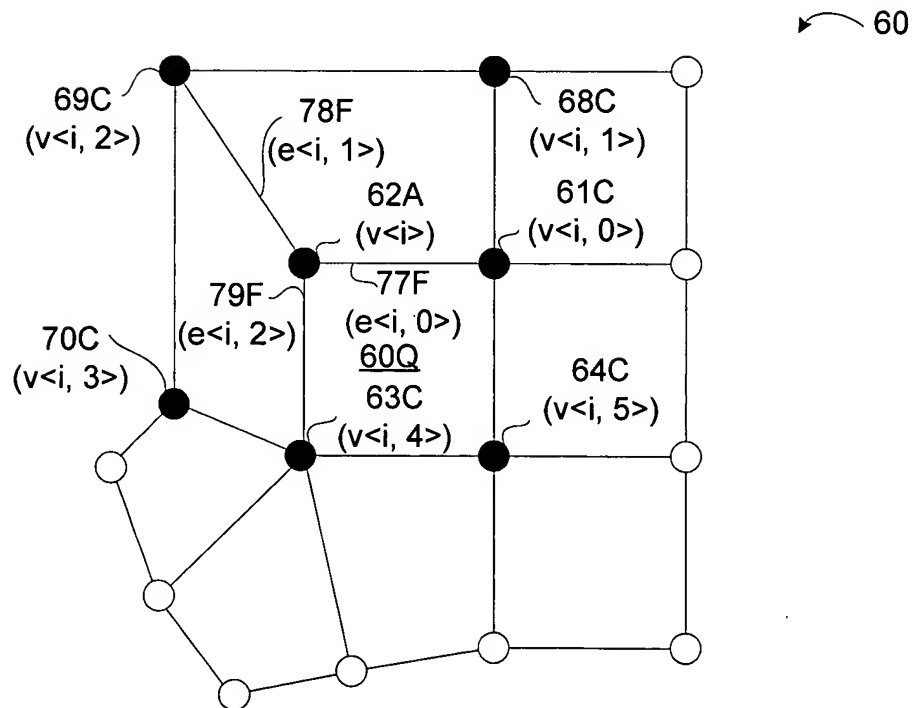 60
69C
(v<i, 2>)
78F
(e<i, 1>)
68C
(v<i, 1>)
62A
(v<i>)
61C
(v<i, 0>)
79F
(e<i, 2>)
77F
(e<i, 0>)
60Q
70C
(v<i, 3>)
63C
(v<i, 4>)
64C
(v<i, 5>)